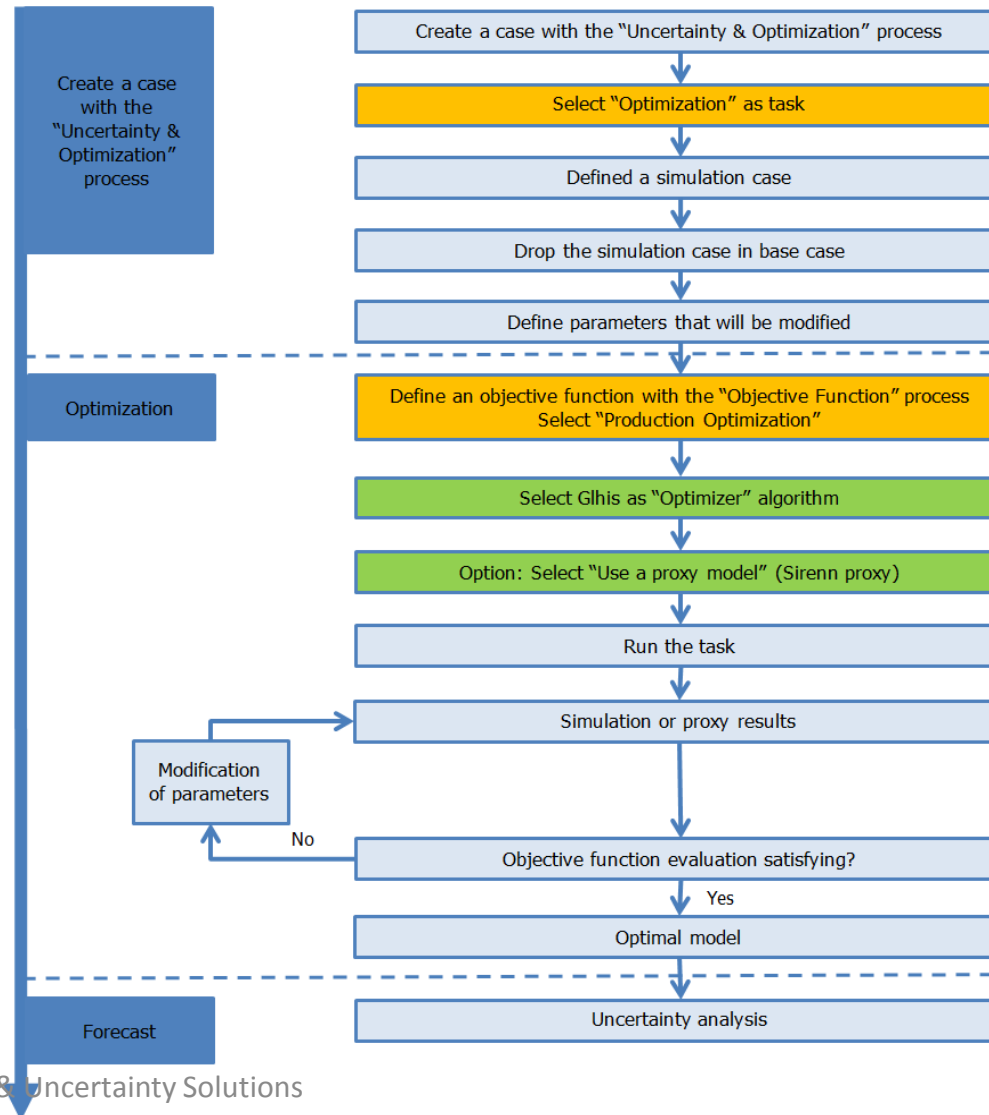 Create a case with the “Uncertainty & Optimization” process
Create a case
with the
“Uncertainty &
Optimization”
process
Select “Optimization” as task
Defined a simulation case
Drop the simulation case in base case
Define parameters that will be modified
Optimization
Define an objective function with the “Objective Function” process
Select “Production Optimization”
Select Glhis as “Optimizer” algorithm
Option: Select “Use a proxy model” (Sirenn proxy)
Run the task
Simulation or proxy results
Modification
of parameters
No
Objective function evaluation satisfying?
Yes
Optimal model
Forecast
Uncertainty analysis
& Uncertainty Solutions